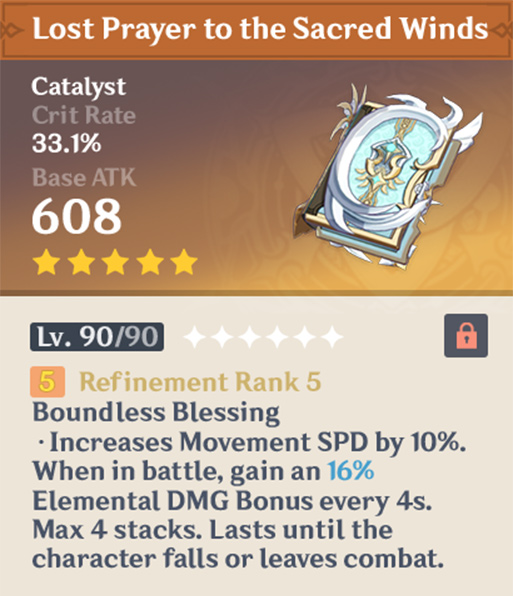 Lost Prayer to the Sacred Winds
Catalyst
Crit Rate
33.1%
Base ATK
608
Lv. 90/90
5 Refinement Rank 5
Boundless Blessing
·Increases Movement SPD by 10%.
When in battle, gain an 16%
Elemental DMG Bonus every 4s.
Max 4 stacks. Lasts until the
character falls or leaves combat.